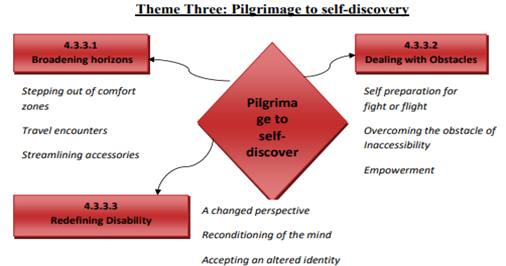 Theme Three: Pilgrimage to self-discovery
4.3.3.1
Broadening horizons
Stepping out of comfort
zones
Travel encounters
Streamlining accessories
Pilgrima
ge to
self-
discover
4.3.3.2
Dealing with Obstacles
Self preparation for
fight or flight
Overcoming the obstacle of
Inaccessibility
Empowerment
4.3.3.3
Redefining Disability
A changed perspective
Reconditioning of the mind
Accepting an altered identity